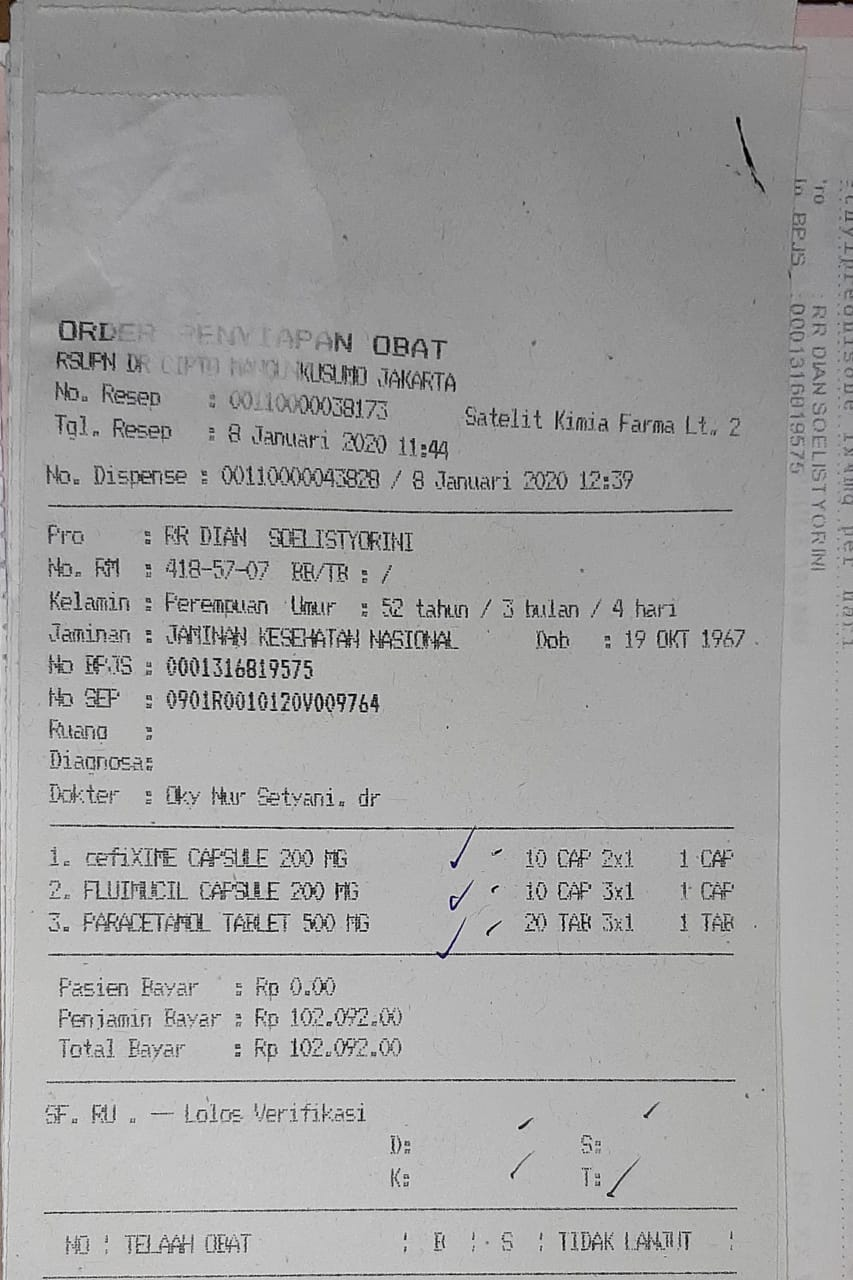 ORDER PENYIAPAN OBAT
RSUPN DR CIPTO MANGUNKUSUMO JAKARTA
No. Resep : 00110000038173 Satelit Kimia Farma Lt. 2
Tgl. Resep : 8 Januari 2020 11:44
No. Dispense : 00110000043828 / 8 Januari 2020 12:39
Pro : RR DIAN SOELISTYORINI
No. RM : 418-57-07 BB/TB : /
Kelamin : Perempuan Umur : 52 tahun / 3 bulan / 4 hari
Jaminan : JAMINAN KESEHATAN NASIONAL Dob : 19 OKT 1967
No BPJS : 0001316819575
No SEP : 0901R0010120V009764
Ruang :
Diagnosa:
Dokter : Oky Nur Setyani. dr
1. cefiXIME CAPSULE 200 MG 10 CAP 2x1 1 CAP
2. FLUIMUCIL CAPSULE 200 MG 10 CAP 3x1 1 CAP
3. PARACETAMOL TABLET 500 MG 20 TAB 3x1 1 TAB
Pasien Bayar : Rp 0.00
Penjamin Bayar : Rp 102.092.00
Total Bayar : Rp 102.092.00
SF. RU . — Lolos Verifikasi
D: S:
K: T:
NO : TELAAH OBAT : B : S : TIDAK LANJUT :
per hari
: RR DIAN SOELISTYORINI
BPJS : 0001316819575